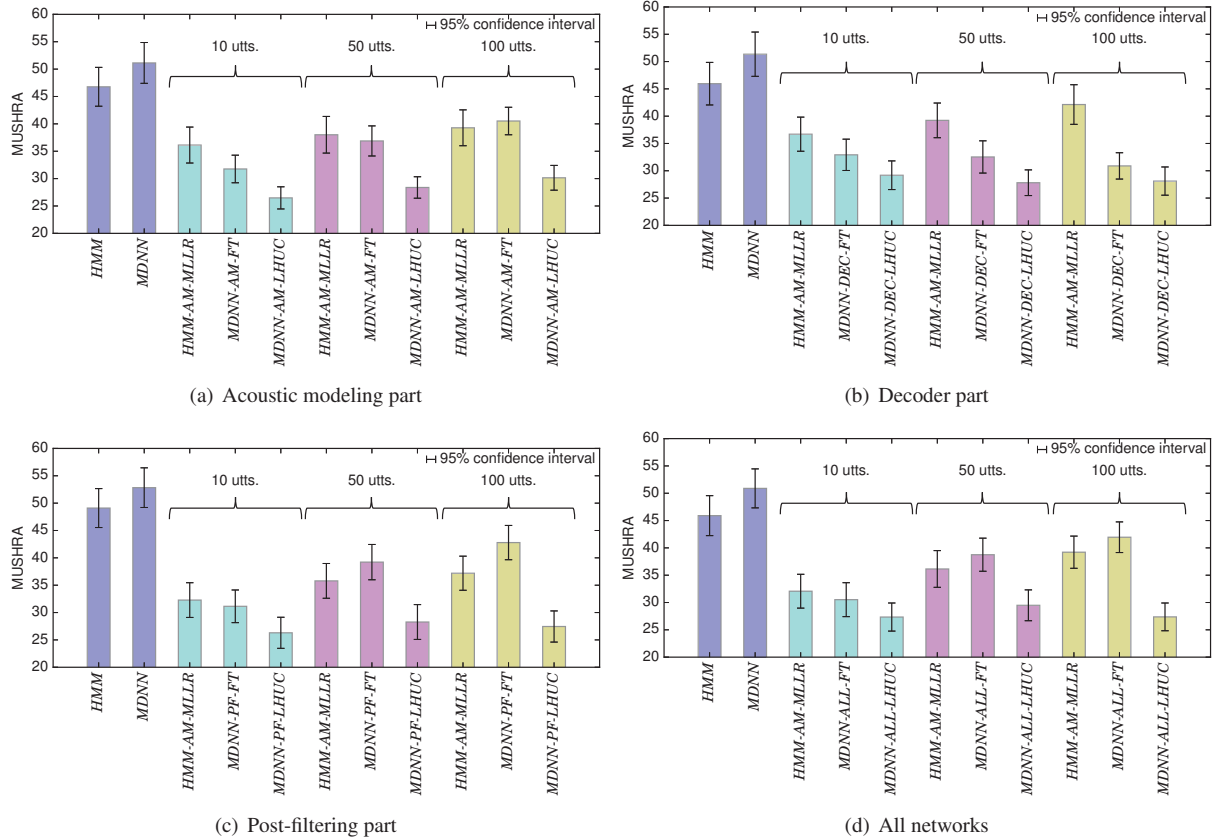 95% confidence interval
10 utts. 50 utts. 100 utts.
MUSHRA
60
55
50
45
40
35
30
25
20
HMM
MDNN
HMM-AM-MLLR
MDNN-AM-FT
MDNN-AM-LHUC
HMM-AM-MLLR
MDNN-AM-FT
MDNN-AM-LHUC
HMM-AM-MLLR
MDNN-AM-FT
MDNN-AM-LHUC
(a) Acoustic modeling part
95% confidence interval
10 utts. 50 utts. 100 utts.
MUSHRA
60
55
50
45
40
35
30
25
20
HMM
MDNN
HMM-AM-MLLR
MDNN-DEC-FT
MDNN-DEC-LHUC
HMM-AM-MLLR
MDNN-DEC-FT
MDNN-DEC-LHUC
HMM-AM-MLLR
MDNN-DEC-FT
MDNN-DEC-LHUC
(b) Decoder part
95% confidence interval
10 utts. 50 utts. 100 utts.
MUSHRA
60
55
50
45
40
35
30
25
20
HMM
MDNN
HMM-AM-MLLR
MDNN-PF-FT
MDNN-PF-LHUC
HMM-AM-MLLR
MDNN-PF-FT
MDNN-PF-LHUC
HMM-AM-MLLR
MDNN-PF-FT
MDNN-PF-LHUC
(c) Post-filtering part
95% confidence interval
10 utts. 50 utts. 100 utts.
MUSHRA
60
55
50
45
40
35
30
25
20
HMM
MDNN
HMM-AM-MLLR
MDNN-ALL-FT
MDNN-ALL-LHUC
HMM-AM-MLLR
MDNN-ALL-FT
MDNN-ALL-LHUC
HMM-AM-MLLR
MDNN-ALL-FT
MDNN-ALL-LHUC
(d) All networks